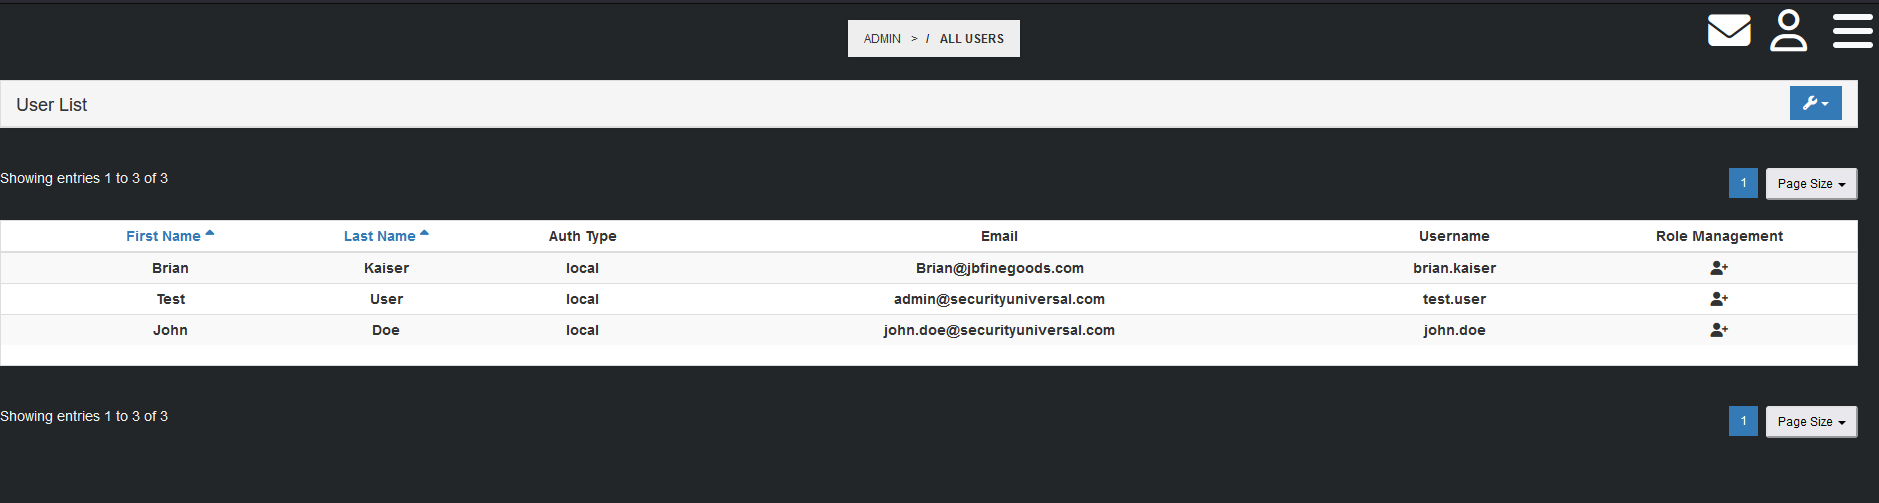 ADMIN > / ALL USERS
User List
Showing entries 1 to 3 of 3
1 Page Size
First Name Last Name Auth Type Email Username Role Management
Brian Kaiser local Brian@jbfinegoods.com brian.kaiser
Test User local admin@securityuniversal.com test.user
John Doe local john.doe@securityuniversal.com john.doe
Showing entries 1 to 3 of 3
1 Page Size